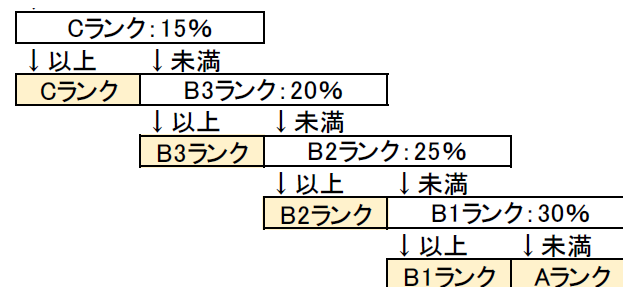 Cランク:15%
↓以上 ↓未満
Cランク B3ランク:20%
↓以上 ↓未満
B3ランク B2ランク:25%
↓以上 ↓未満
B2ランク B1ランク:30%
↓以上 ↓未満
B1ランク Aランク